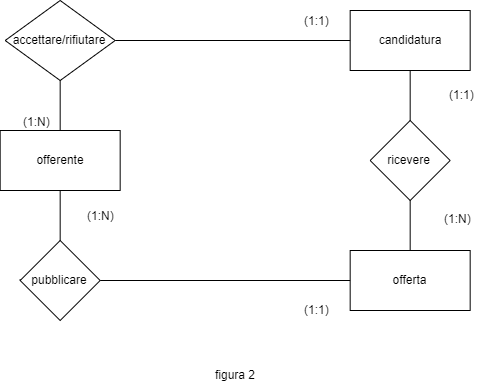 (1:1)
accettare/rifiutare
candidatura
(1:1)
(1:N)
offerente
ricevere
(1:N)
(1:N)
pubblicare
offerta
(1:1)
figura 2